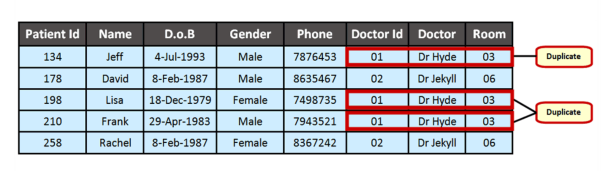 Patient Id Name D.o.B Gender Phone Doctor Id Doctor Room
134 Jeff 4-Jul-1993 Male 7876453 01 Dr Hyde 03 Duplicate
178 David 8-Feb-1987 Male 8635467 02 Dr Jekyll 06
198 Lisa 18-Dec-1979 Female 7498735 01 Dr Hyde 03
Duplicate
210 Frank 29-Apr-1983 Male 7943521 01 Dr Hyde 03
258 Rachel 8-Feb-1987 Female 8367242 02 Dr Jekyll 06